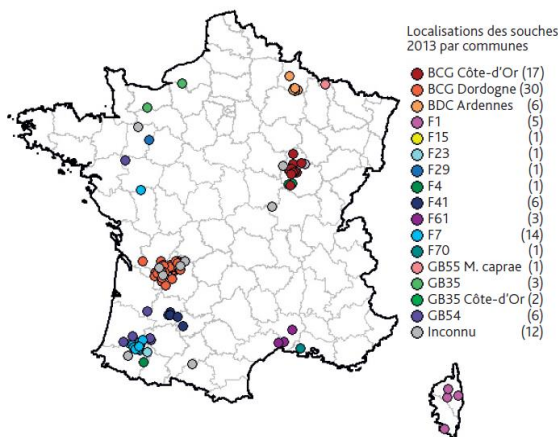 Localisations des souches
2013 par communes
BCG Côte-d'Or (17)
BCG Dordogne (30)
BDC Ardennes (6)
F1 (5)
F15 (1)
F23 (1)
F29 (1)
F4 (1)
F41 (6)
F61 (3)
F7 (14)
F70 (1)
GB55 M. caprae (1)
GB35 (3)
GB35 Côte-d'Or (2)
GB54 (6)
Inconnu (12)